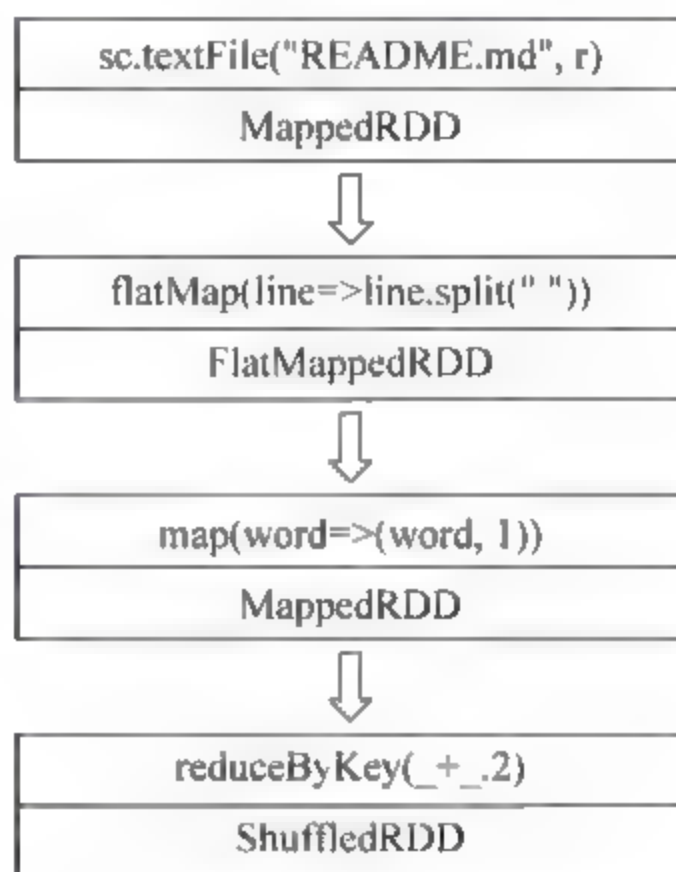 sc.textFile("README.md", r)
MappedRDD
flatMap(line=>line.split(" "))
FlatMappedRDD
map(word=>(word, 1))
MappedRDD
reduceByKey(_+_.2)
ShuffledRDD